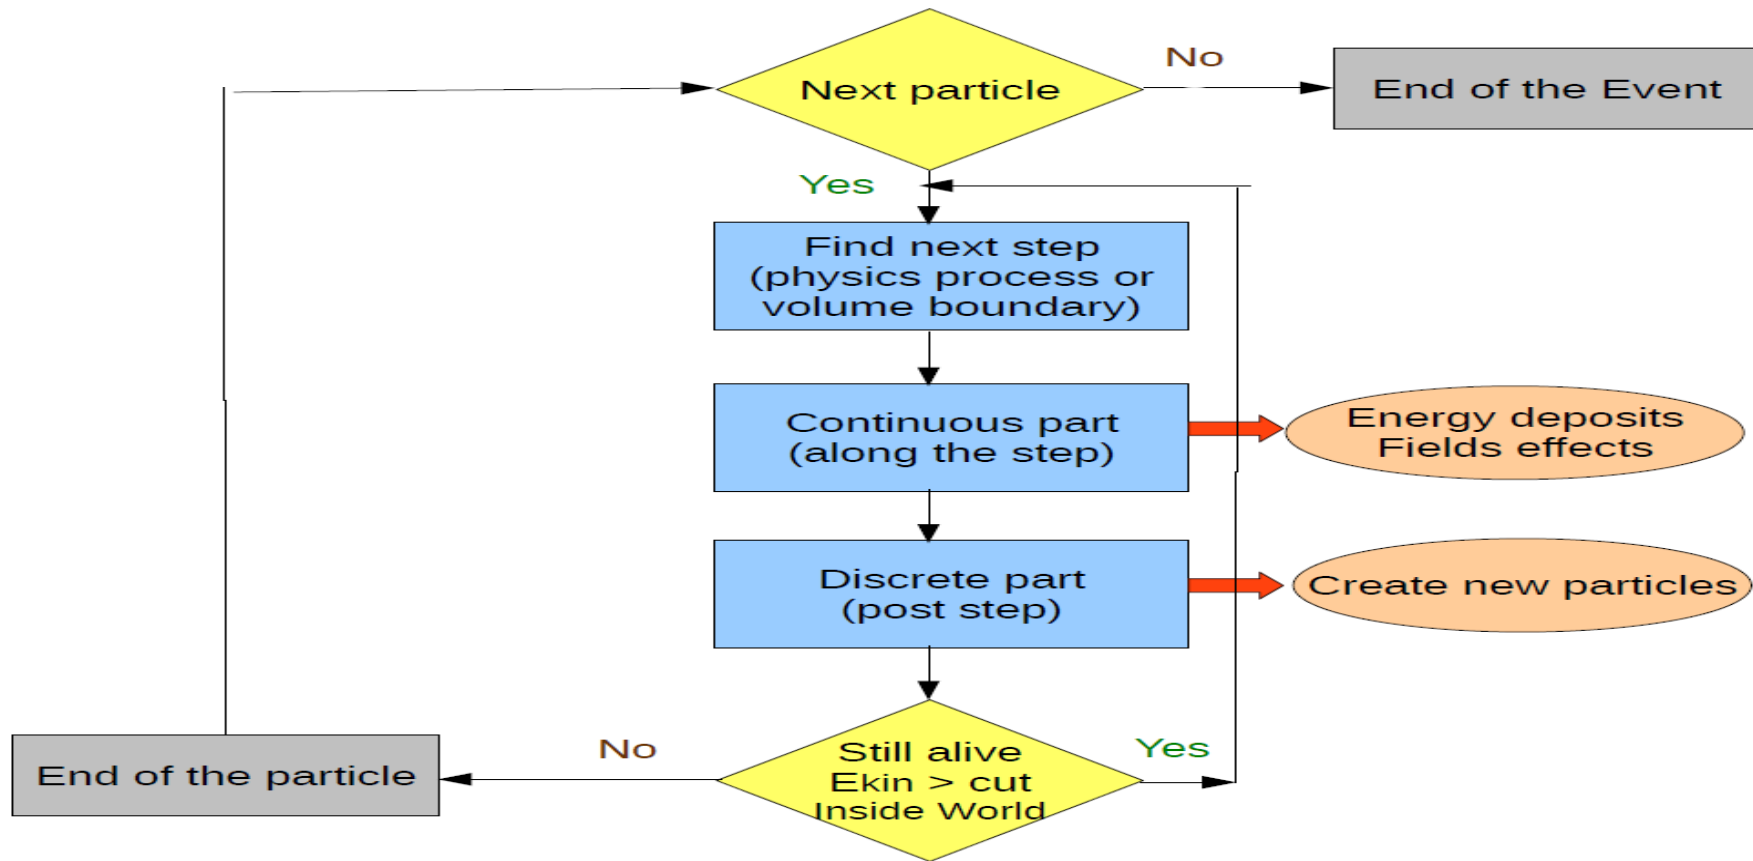 Next particle
No
End of the Event
Yes
Find next step
(physics process or
volume boundary)
Continuous part
(along the step)
Energy deposits
Fields effects
Discrete part
(post step)
Create new particles
Still alive
Ekin > cut
Inside World
No
Yes
End of the particle